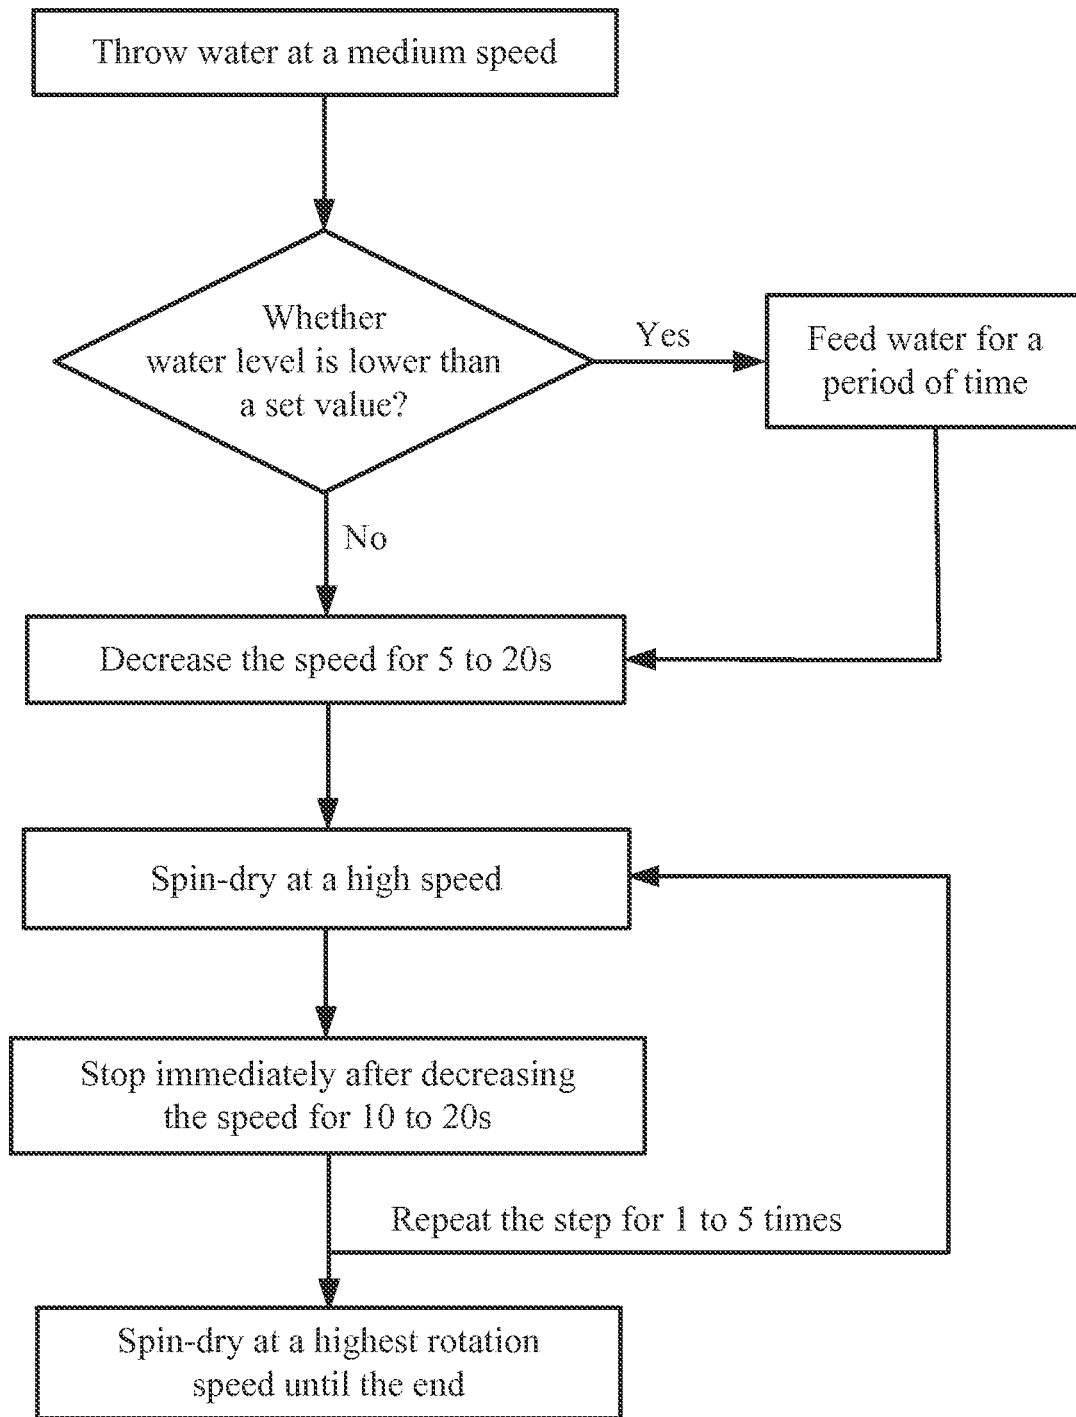 Throw water at a medium speed
Whether
water level is lower than
a set value?
Yes
Feed water for a
period of time
No
Decrease the speed for 5 to 20s
Spin-dry at a high speed
Stop immediately after decreasing
the speed for 10 to 20s
Repeat the step for 1 to 5 times
Spin-dry at a highest rotation
speed until the end